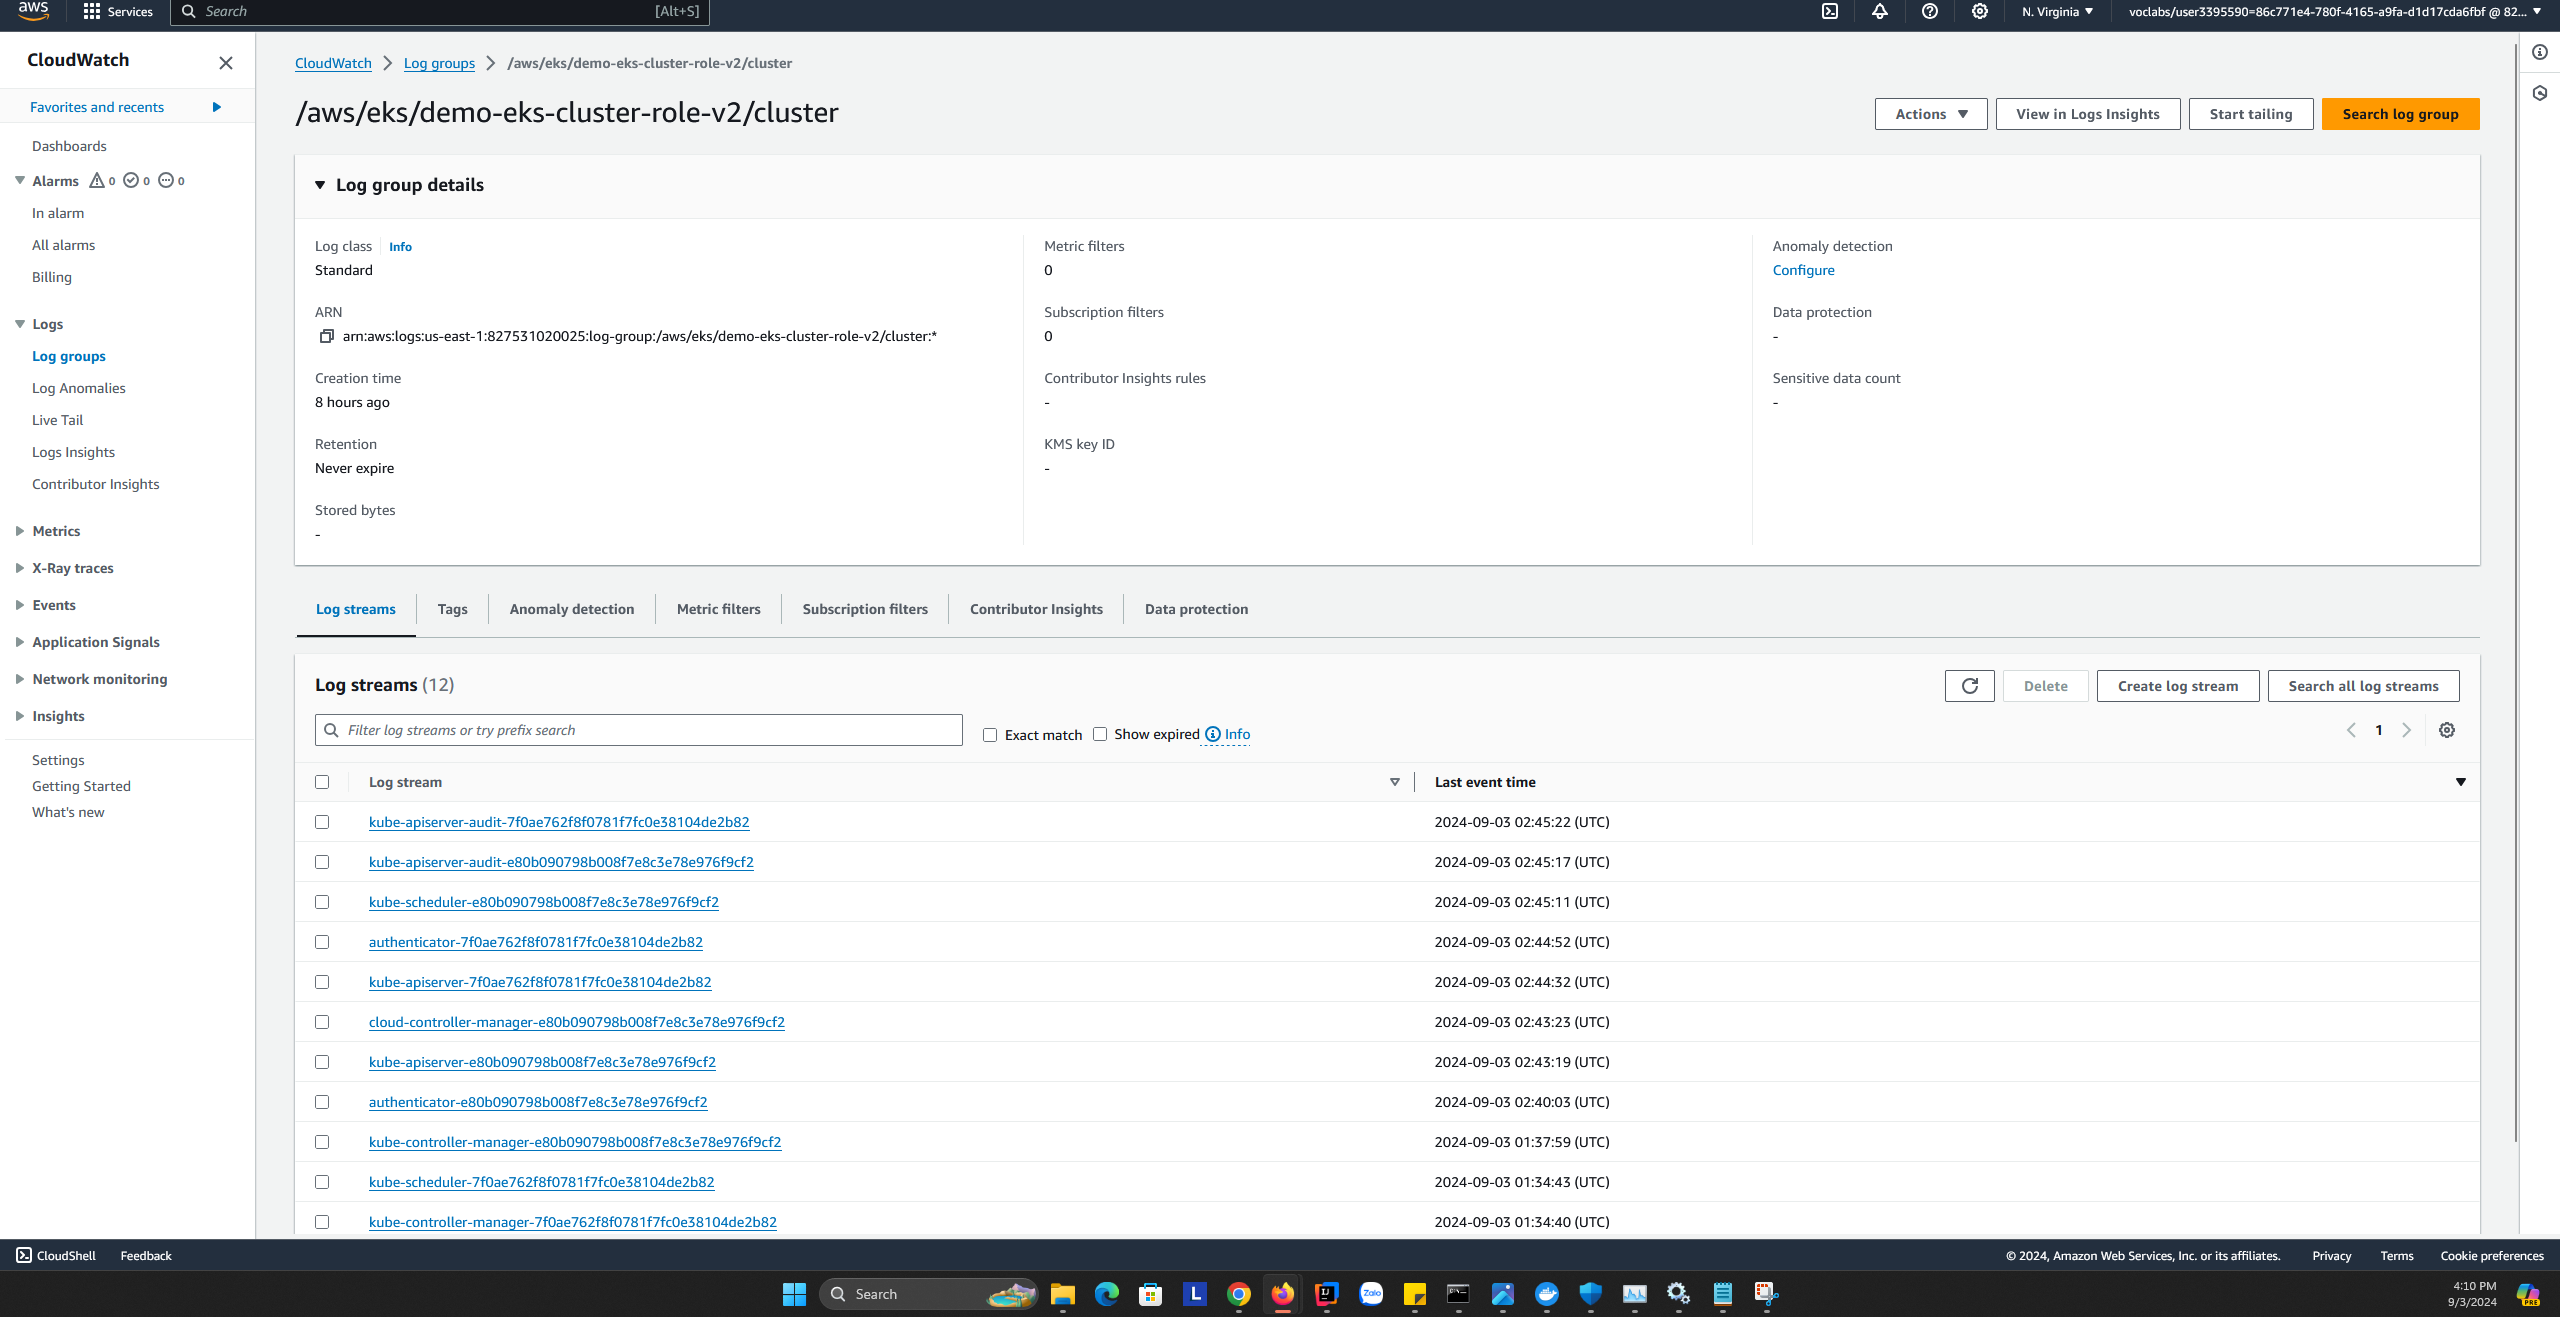 aws
Services
Search
[Alt+S]
N. Virginia
voclabs/user3395590=86c771e4-780f-4165-a9fa-d1d17cda6fbf @ 82...
CloudWatch
Favorites and recents
Dashboards
Alarms 0 0 0
In alarm
All alarms
Billing
Logs
Log groups
Log Anomalies
Live Tail
Logs Insights
Contributor Insights
Metrics
X-Ray traces
Events
Application Signals
Network monitoring
Insights
Settings
Getting Started
What's new
CloudWatch > Log groups > /aws/eks/demo-eks-cluster-role-v2/cluster
/aws/eks/demo-eks-cluster-role-v2/cluster
Actions
View in Logs Insights
Start tailing
Search log group
Log group details
Log class Info
Standard
ARN
arn:aws:logs:us-east-1:827531020025:log-group:/aws/eks/demo-eks-cluster-role-v2/cluster:*
Creation time
8 hours ago
Retention
Never expire
Stored bytes
-
Metric filters
0
Subscription filters
0
Contributor Insights rules
-
KMS key ID
-
Anomaly detection
Configure
Data protection
-
Sensitive data count
-
Log streams
Tags
Anomaly detection
Metric filters
Subscription filters
Contributor Insights
Data protection
Log streams (12)
Delete
Create log stream
Search all log streams
Filter log streams or try prefix search
Exact match
Show expired
Info
1
Log stream
Last event time
kube-apiserver-audit-7f0ae762f8f0781f7fc0e38104de2b82 2024-09-03 02:45:22 (UTC)
kube-apiserver-audit-e80b090798b008f7e8c3e78e976f9cf2 2024-09-03 02:45:17 (UTC)
kube-scheduler-e80b090798b008f7e8c3e78e976f9cf2 2024-09-03 02:45:11 (UTC)
authenticator-7f0ae762f8f0781f7fc0e38104de2b82 2024-09-03 02:44:52 (UTC)
kube-apiserver-7f0ae762f8f0781f7fc0e38104de2b82 2024-09-03 02:44:32 (UTC)
cloud-controller-manager-e80b090798b008f7e8c3e78e976f9cf2 2024-09-03 02:43:23 (UTC)
kube-apiserver-e80b090798b008f7e8c3e78e976f9cf2 2024-09-03 02:43:19 (UTC)
authenticator-e80b090798b008f7e8c3e78e976f9cf2 2024-09-03 02:40:03 (UTC)
kube-controller-manager-e80b090798b008f7e8c3e78e976f9cf2 2024-09-03 01:37:59 (UTC)
kube-scheduler-7f0ae762f8f0781f7fc0e38104de2b82 2024-09-03 01:34:43 (UTC)
kube-controller-manager-7f0ae762f8f0781f7fc0e38104de2b82 2024-09-03 01:34:40 (UTC)
CloudShell
Feedback
© 2024, Amazon Web Services, Inc. or its affiliates.
Privacy
Terms
Cookie preferences
Search
L
Zalo
4:10 PM
9/3/2024
PRE